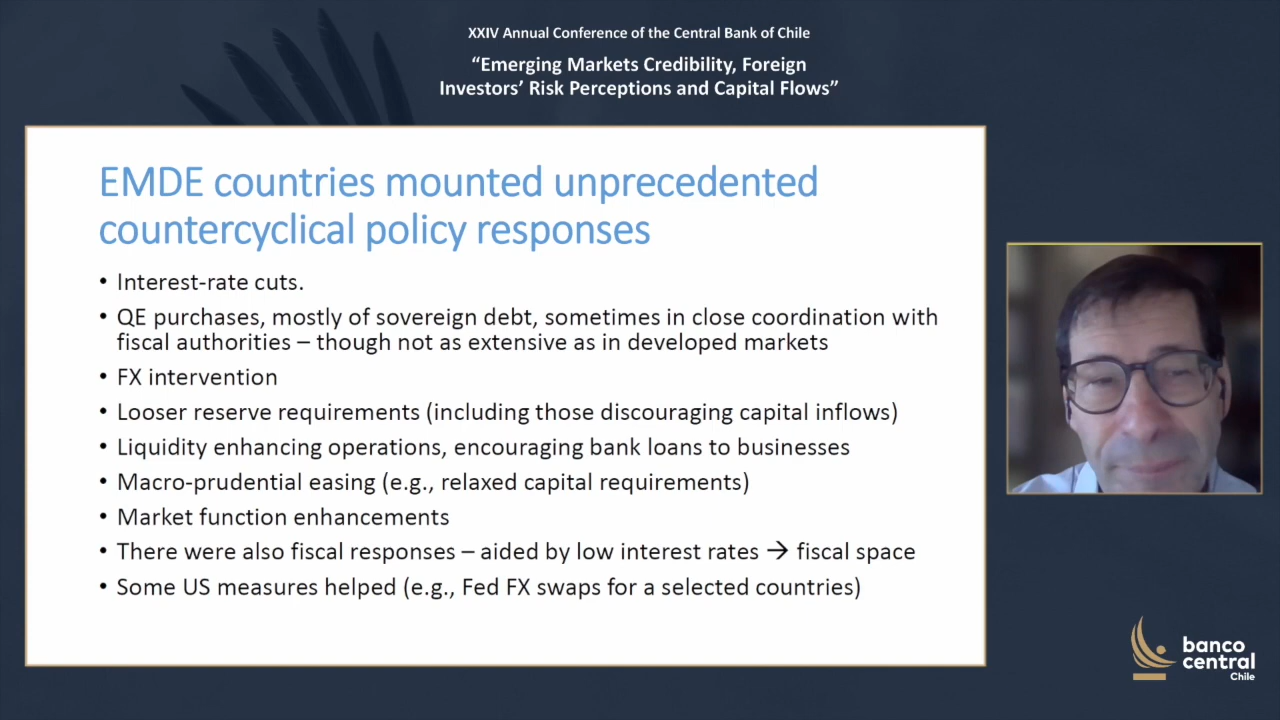 XXIV Annual Conference of the Central Bank of Chile
“Emerging Markets Credibility, Foreign
Investors’ Risk Perceptions and Capital Flows”
EMDE countries mounted unprecedented
countercyclical policy responses
• Interest-rate cuts.
• QE purchases, mostly of sovereign debt, sometimes in close coordination with
fiscal authorities – though not as extensive as in developed markets
• FX intervention
• Looser reserve requirements (including those discouraging capital inflows)
• Liquidity enhancing operations, encouraging bank loans to businesses
• Macro-prudential easing (e.g., relaxed capital requirements)
• Market function enhancements
• There were also fiscal responses – aided by low interest rates → fiscal space
• Some US measures helped (e.g., Fed FX swaps for a selected countries)
banco
central
Chile